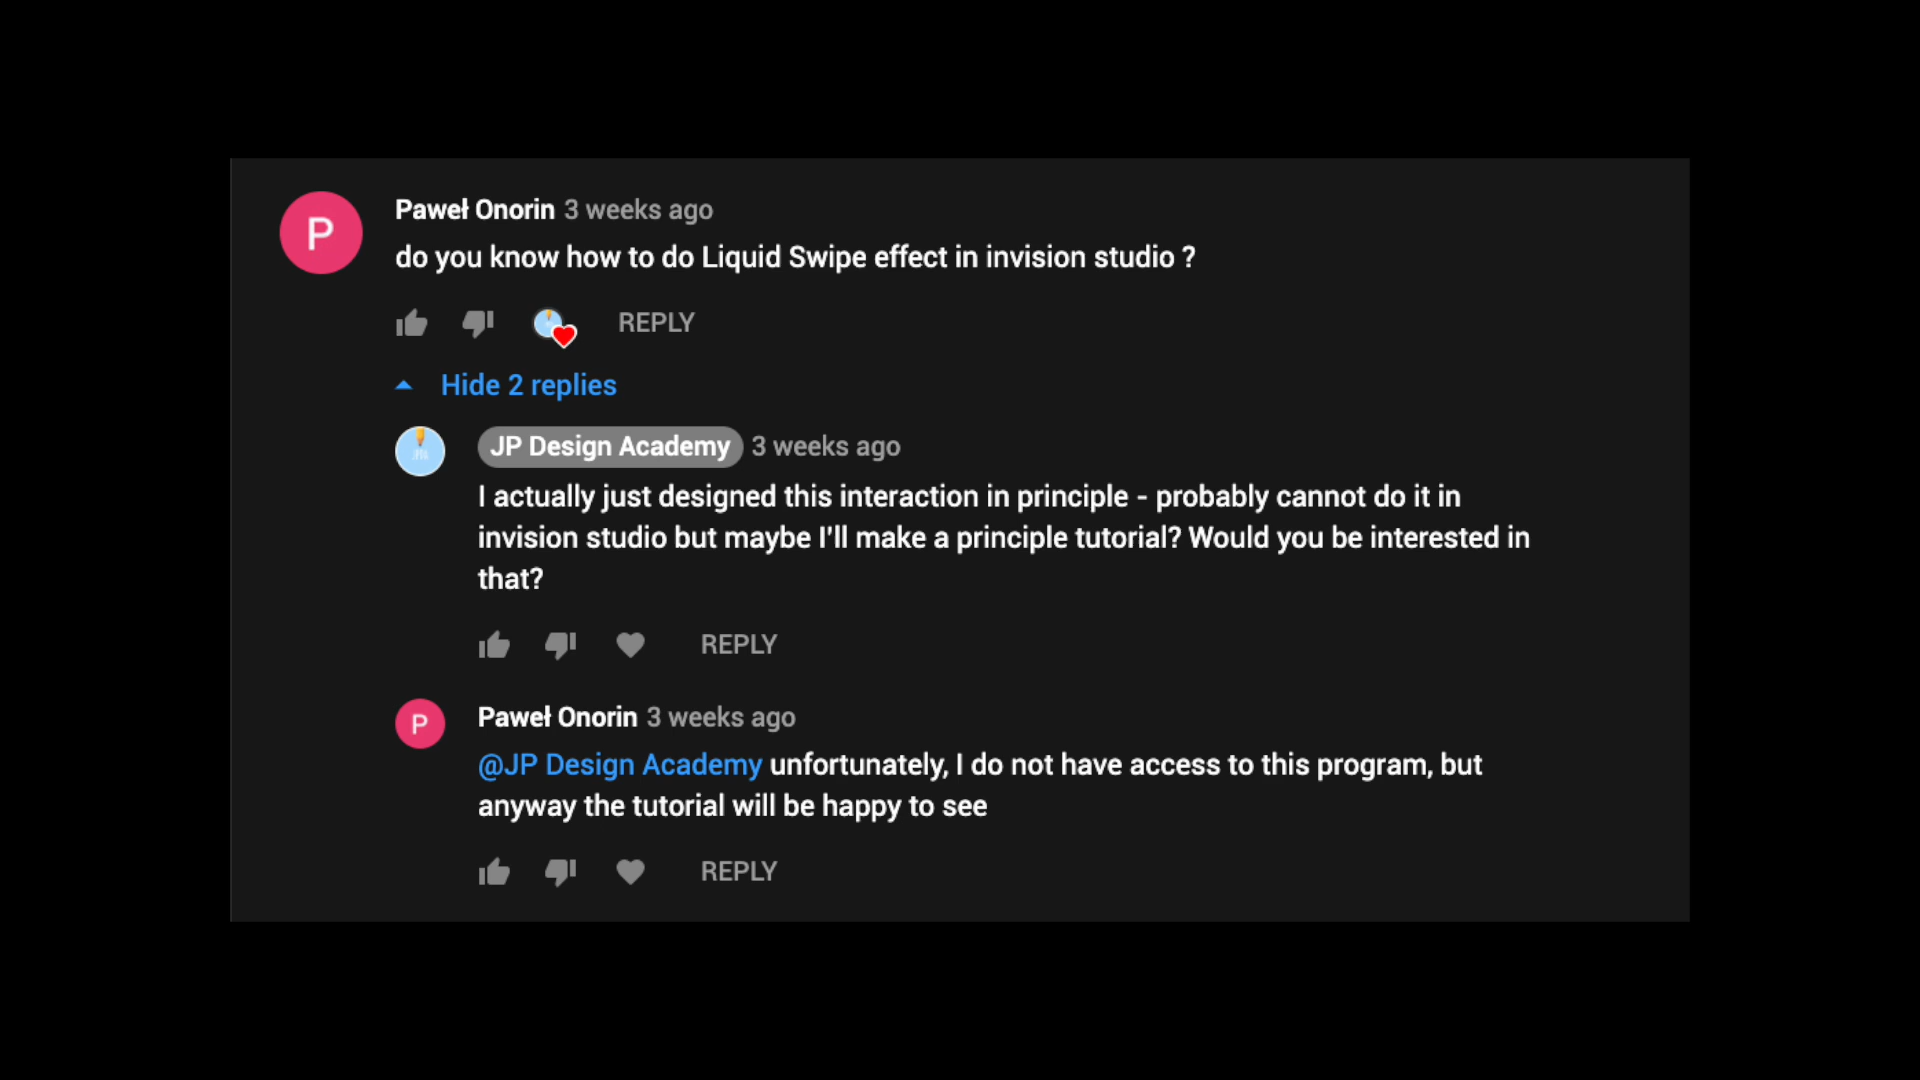 P
Paweł Onorin 3 weeks ago
do you know how to do Liquid Swipe effect in invision studio ?
REPLY
Hide 2 replies
JP Design Academy 3 weeks ago
I actually just designed this interaction in principle - probably cannot do it in
invision studio but maybe I'll make a principle tutorial? Would you be interested in
that?
REPLY
P
Paweł Onorin 3 weeks ago
@JP Design Academy unfortunately, I do not have access to this program, but
anyway the tutorial will be happy to see
REPLY